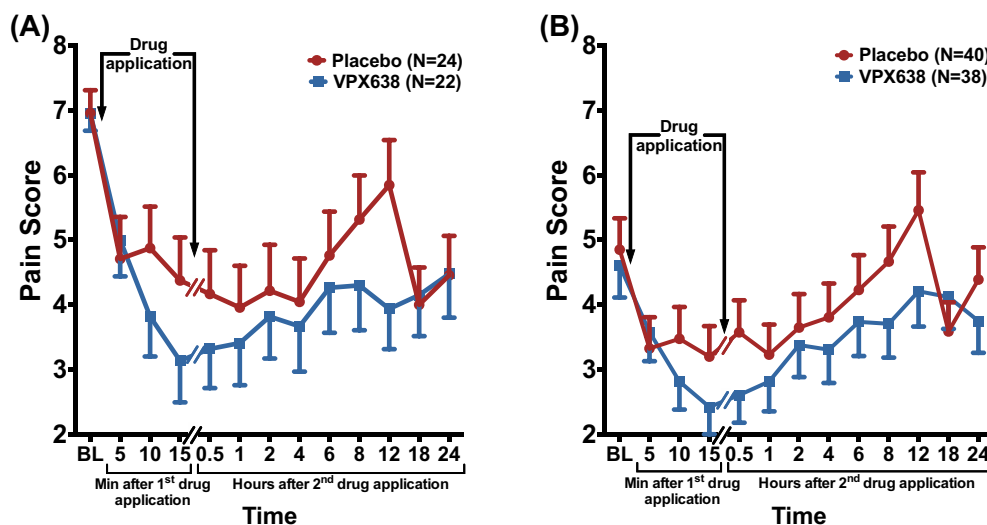 (A)
8
7
6
5
4
3
2
Pain Score
Drug
application
Placebo (N=24)
VPX638 (N=22)
BL 5 10 15 0.5 1 2 4 6 8 12 18 24
Min after 1st drug
application
Hours after 2nd drug application
Time
(B)
8
7
6
5
4
3
2
Pain Score
Drug
application
Placebo (N=40)
VPX638 (N=38)
BL 5 10 15 0.5 1 2 4 6 8 12 18 24
Min after 1st drug
application
Hours after 2nd drug application
Time